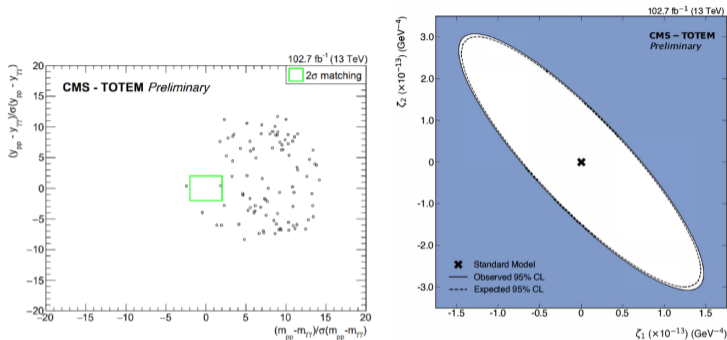 102.7 fb⁻¹ (13 TeV)
CMS - TOTEM Preliminary
2σ matching
(y_pp - y_γγ)/σ(y_pp - y_γγ)
20
15
10
5
0
−5
−10
−15
−20
−20 −15 −10 −5 0 5 10 15 20
(m_pp-m_γγ)/σ(m_pp-m_γγ)
102.7 fb⁻¹ (13 TeV)
CMS − TOTEM
Preliminary
ζ₂ (×10⁻¹³) (GeV⁻⁴)
3.0
2.0
1.0
0
-1.0
-2.0
-3.0
Standard Model
Observed 95% CL
Expected 95% CL
-1.5 -1.0 -0.5 0 0.5 1.0 1.5
ζ₁ (×10⁻¹³) (GeV⁻⁴)